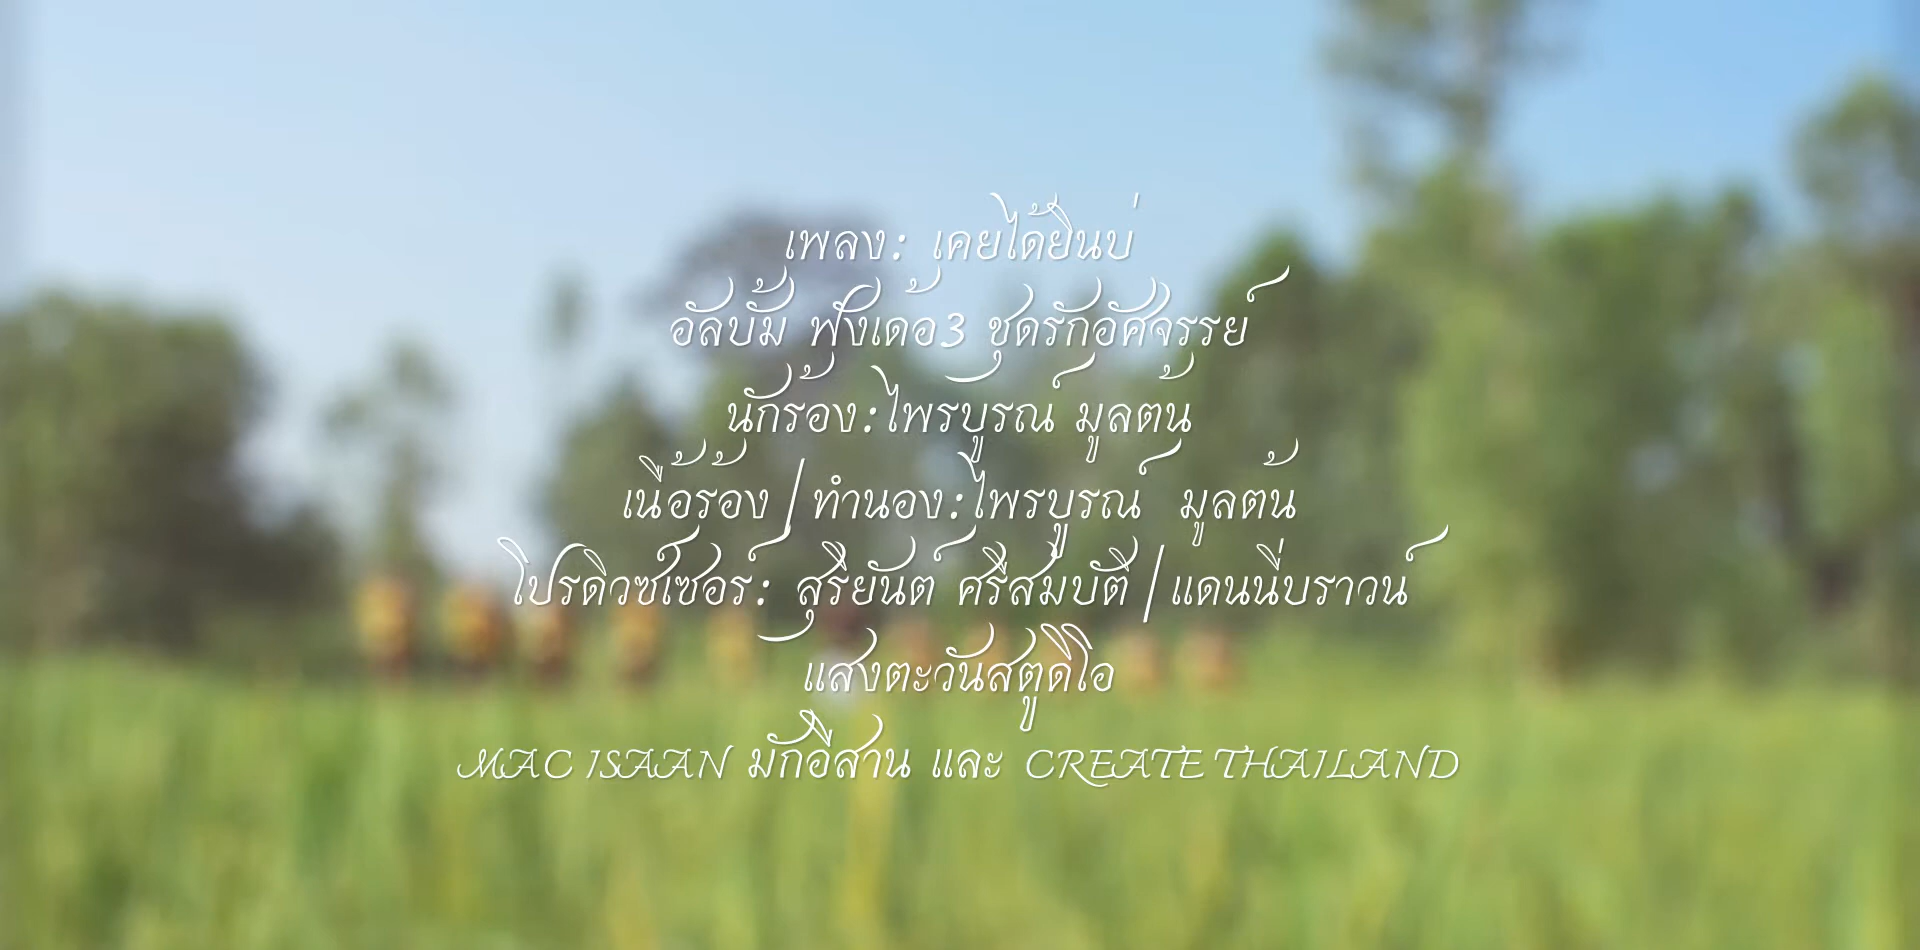 เพลง: เคยได้ยินบ่
อัลบั้ม ฟังเด้อ3 ชุดรักอัศจรรย์
นักร้อง:ไพรบูรณ์ มูลต้น
เนื้อร้อง/ทำนอง:ไพรบูรณ์ มูลต้น
โปรดิวซ์เซอร์: สุริยันต์ ศรีสมบัติ/แดนนี่บราวน์
แสงตะวันสตูดิโอ
MAC ISAAN มักอีสาน และ CREATE THAILAND